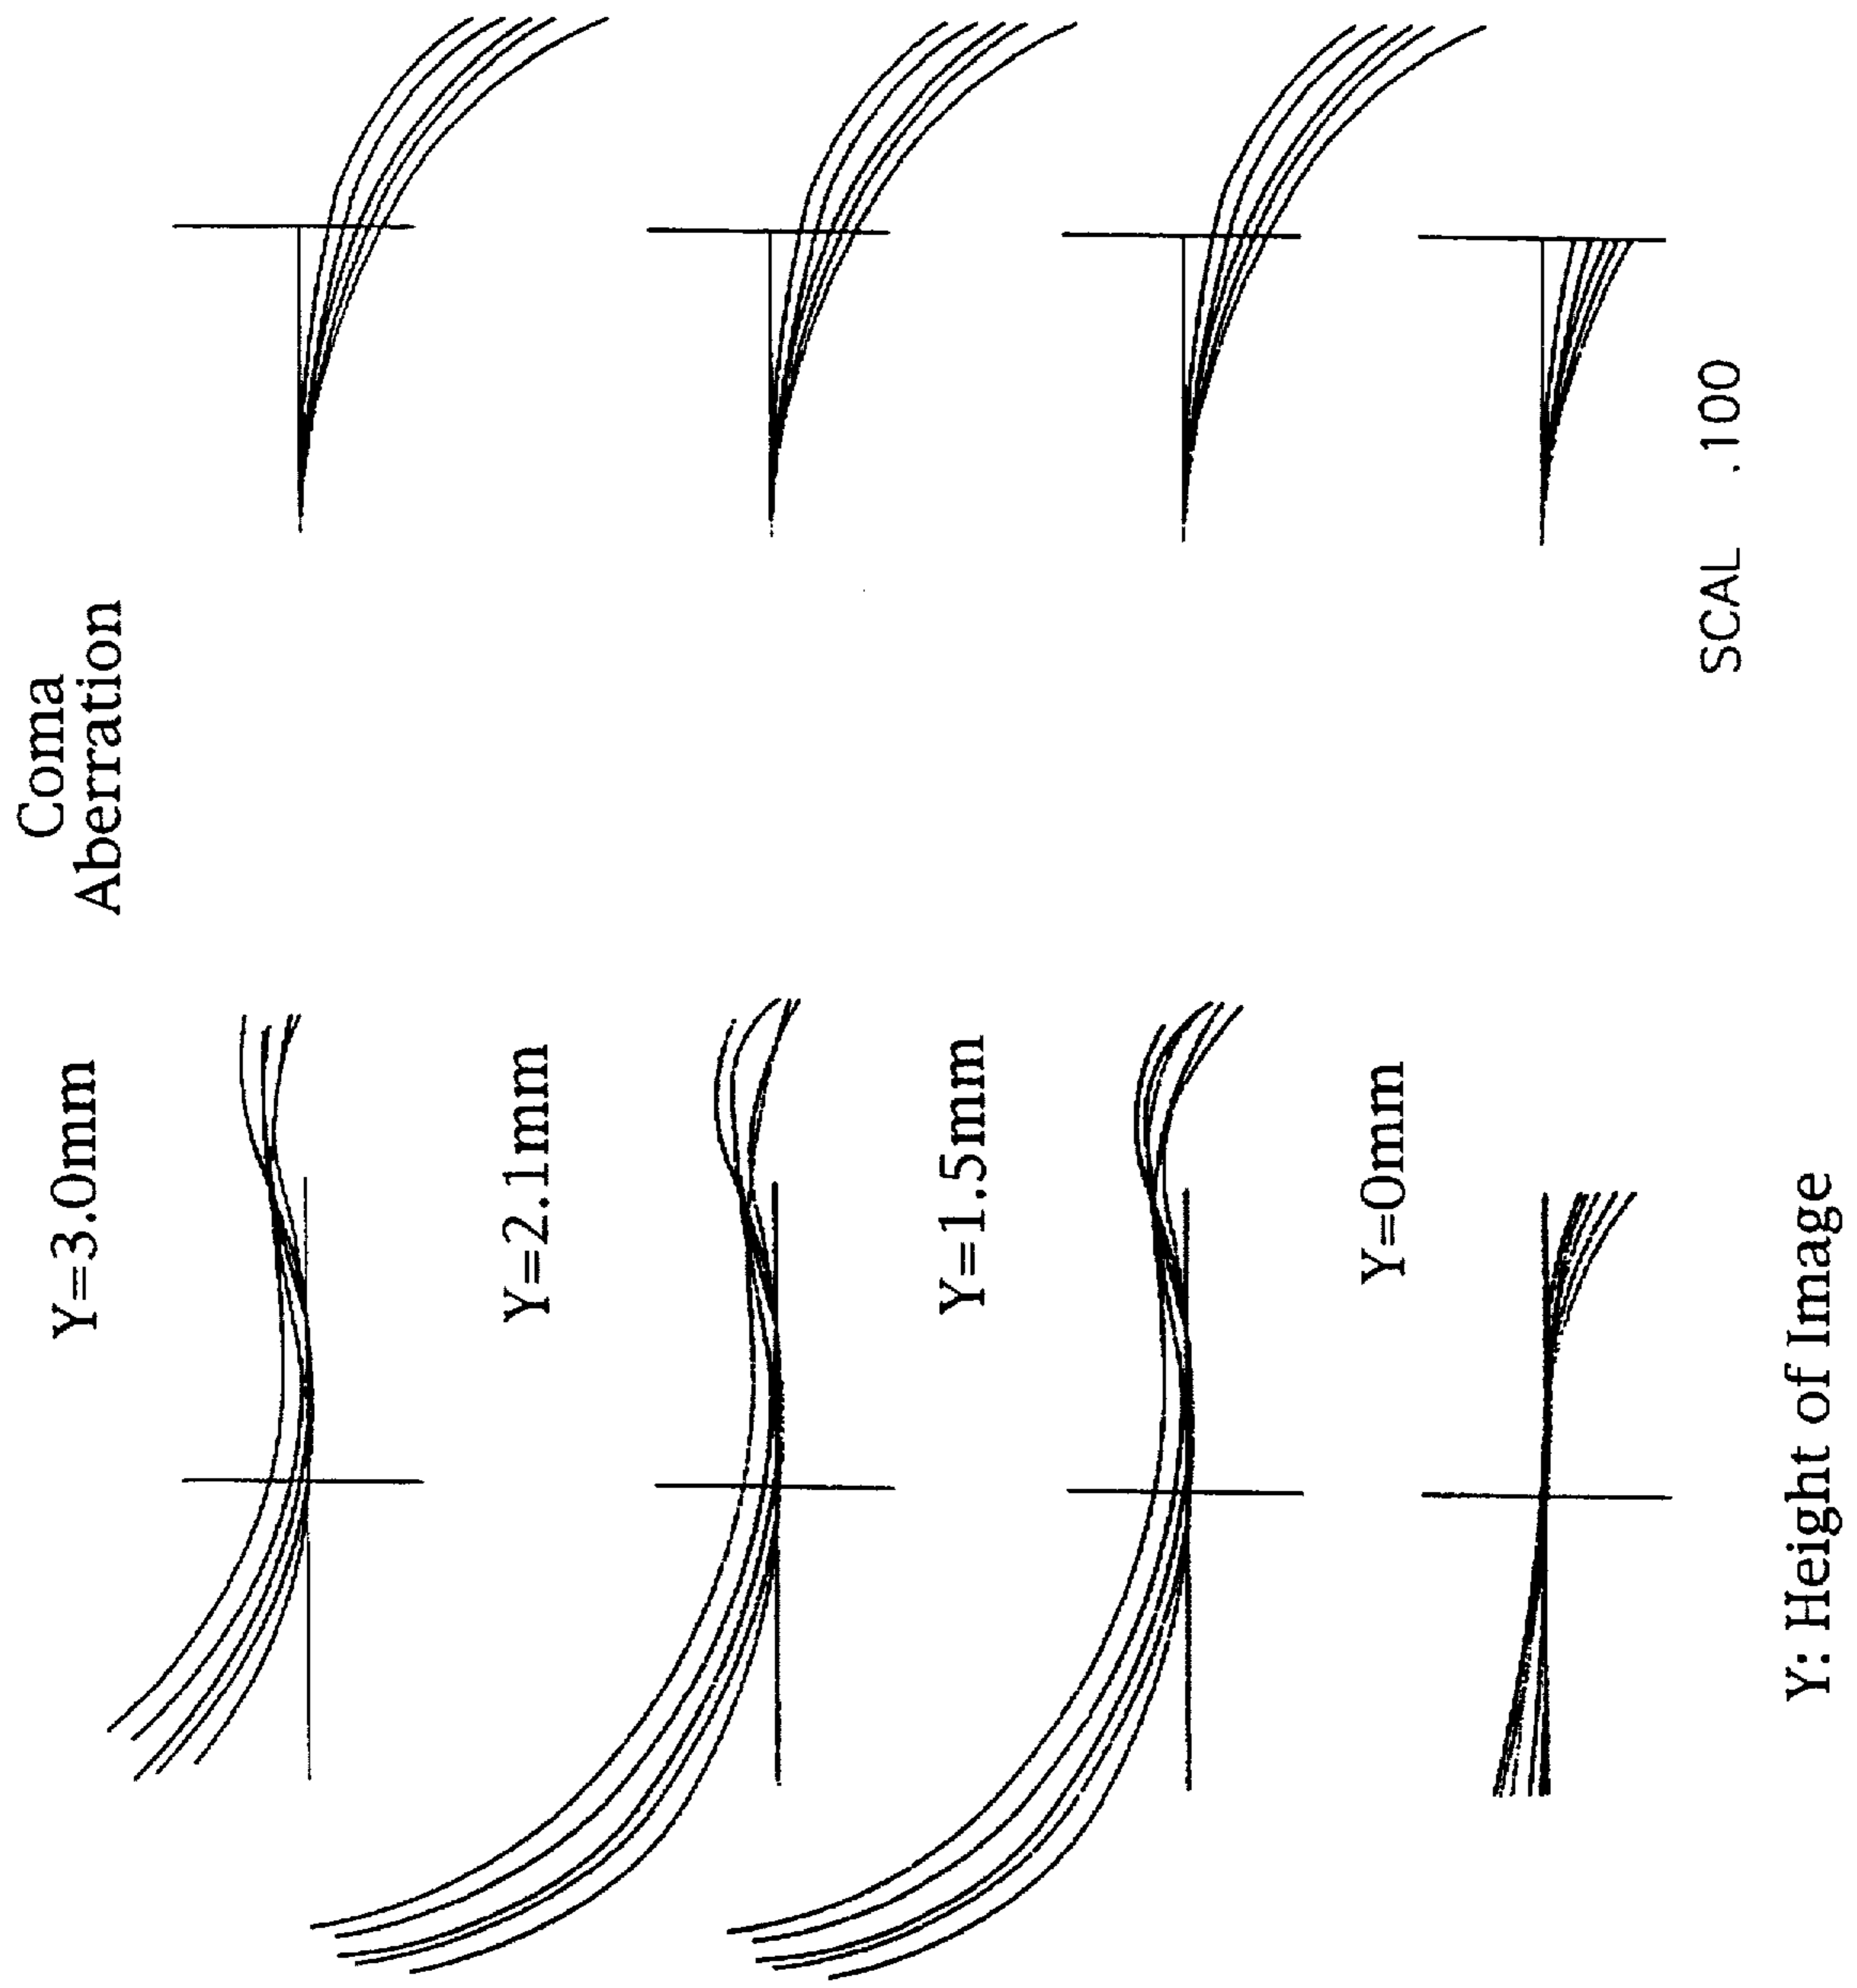 Coma
Aberration
Y=3.0mm
Y=2.1mm
Y=1.5mm
Y=0mm
SCAL .100
Y: Height of Image